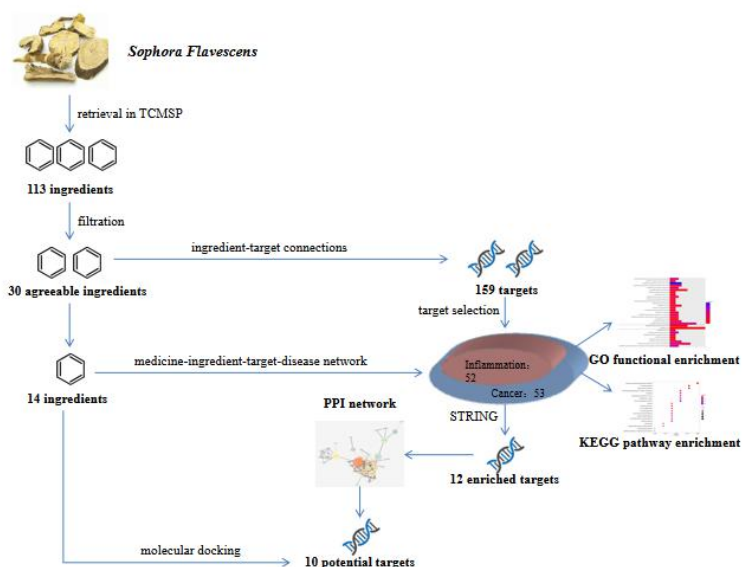 Sophora Flavescens
retrieval in TCMSP
113 ingredients
filtration
ingredient-target connections
30 agreeable ingredients
159 targets
target selection
GO functional enrichment
medicine-ingredient-target-disease network
Inflammation:
52
Cancer: 53
14 ingredients
PPI network
STRING
KEGG pathway enrichment
12 enriched targets
molecular docking
10 potential targets